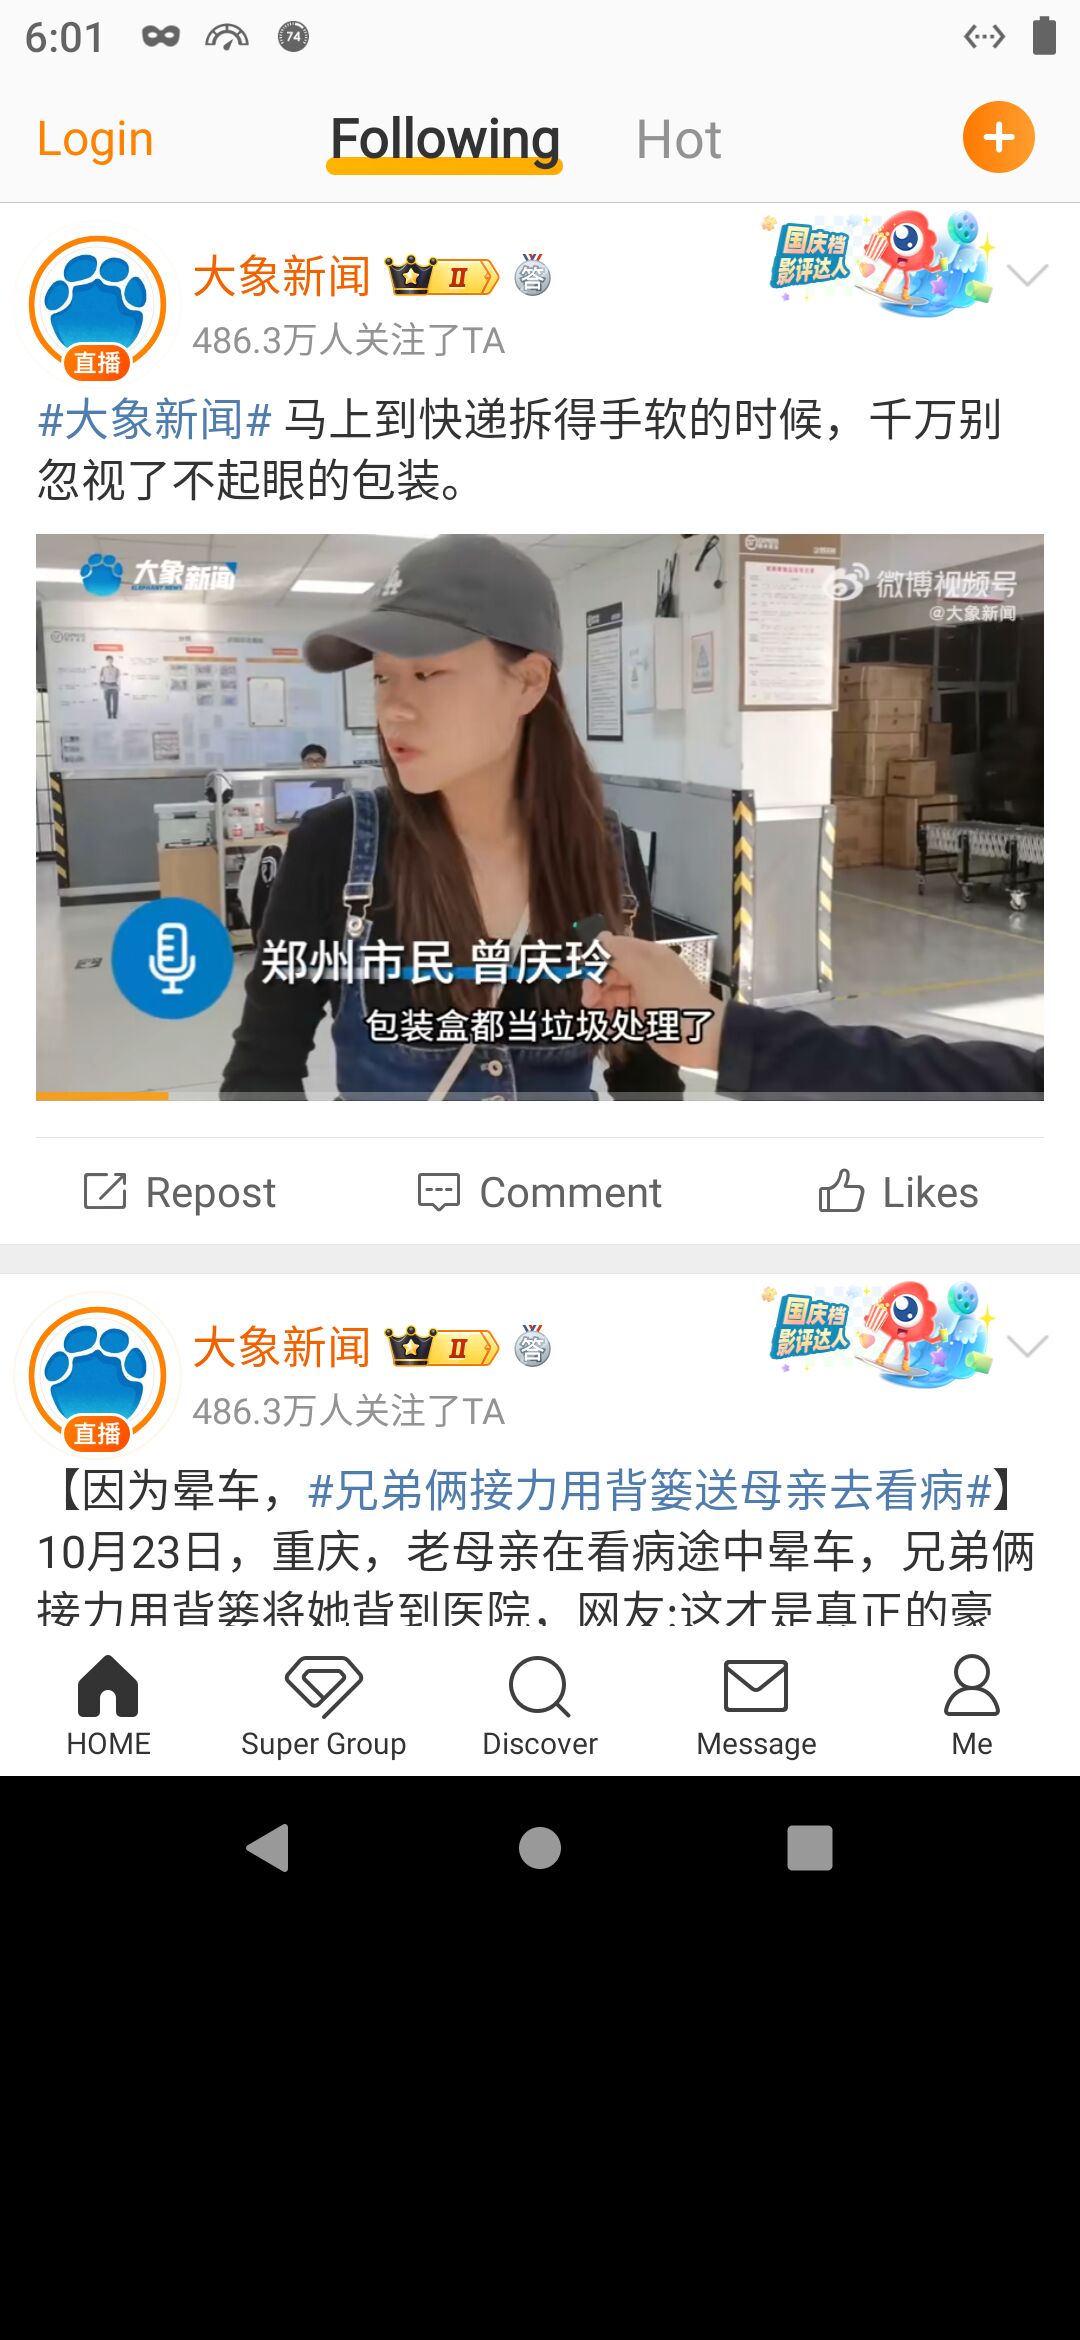 6:01
74
Login
Following
Hot
大象新闻
II
答
国庆档
影评达人
486.3万人关注了TA
直播
#大象新闻# 马上到快递拆得手软的时候，千万别
忽视了不起眼的包装。
大象新闻
ELEPHANT NEWS
微博视频号
@大象新闻
郑州市民 曾庆玲
包装盒都当垃圾处理了
Repost
Comment
Likes
大象新闻
II
答
国庆档
影评达人
486.3万人关注了TA
直播
【因为晕车，#兄弟俩接力用背篓送母亲去看病#】
10月23日，重庆，老母亲在看病途中晕车，兄弟俩
接力用背篓将她背到医院，网友:这才是真正的豪
HOME
Super Group
Discover
Message
Me